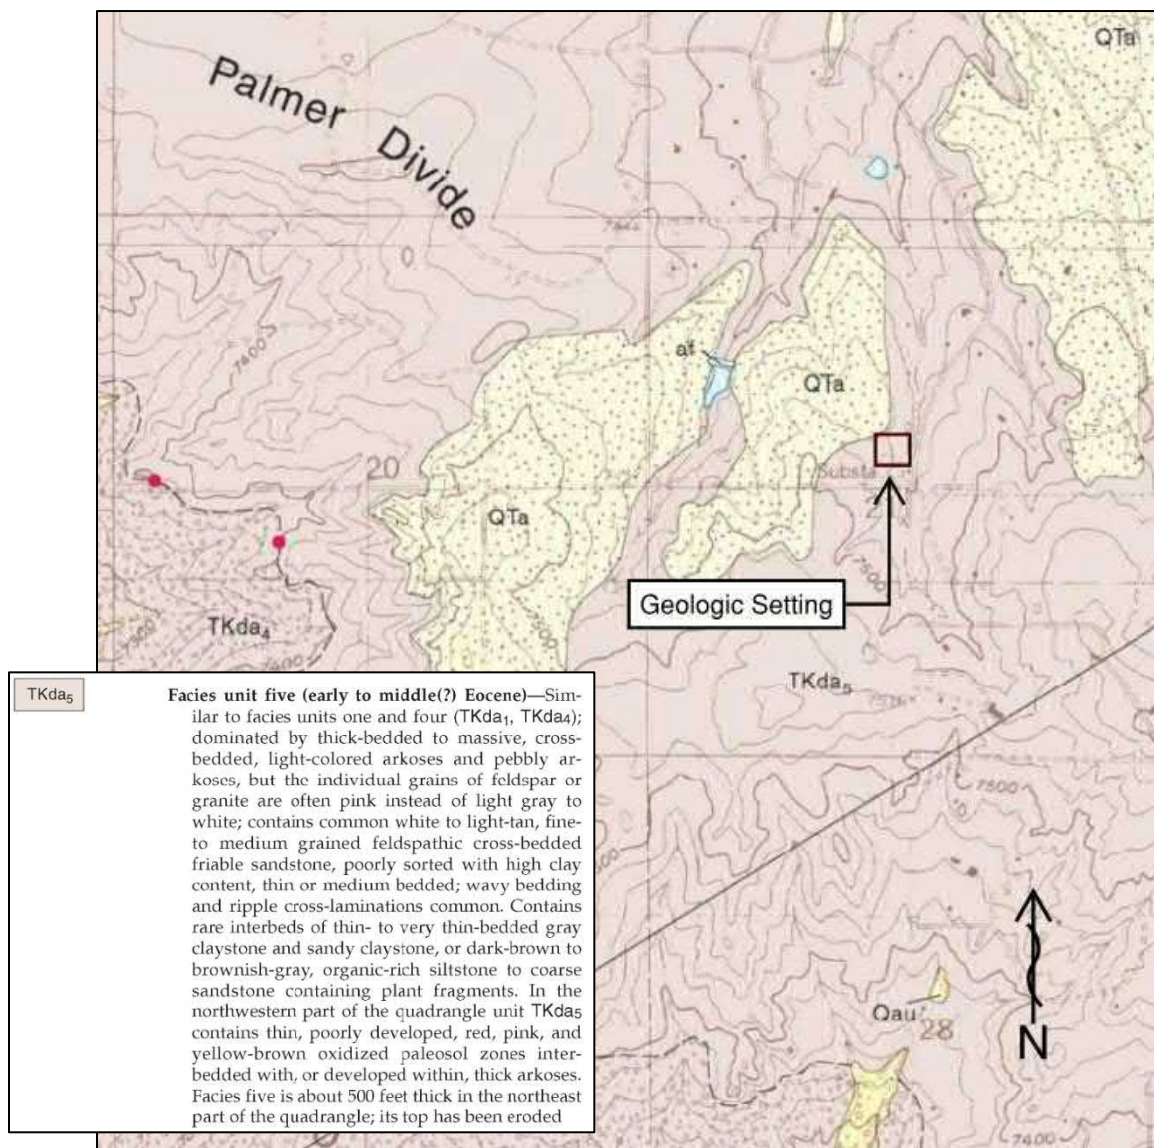 Palmer Divide
QTa
7400
af
QTa
20
Substa
QTa
7500
Geologic Setting
TKda4
7400
TKda5
TKda5
Facies unit five (early to middle(?) Eocene)—Sim-
ilar to facies units one and four (TKda1, TKda4);
dominated by thick-bedded to massive, cross-
bedded, light-colored arkoses and pebbly ar-
koses, but the individual grains of feldspar or
granite are often pink instead of light gray to
white; contains common white to light-tan, fine-
to medium grained feldspathic cross-bedded
friable sandstone, poorly sorted with high clay
content, thin or medium bedded; wavy bedding
and ripple cross-laminations common. Contains
rare interbeds of thin- to very thin-bedded gray
claystone and sandy claystone, or dark-brown to
brownish-gray, organic-rich siltstone to coarse
sandstone containing plant fragments. In the
northwestern part of the quadrangle unit TKda5
contains thin, poorly developed, red, pink, and
yellow-brown oxidized paleosol zones inter-
bedded with, or developed within, thick arkoses.
Facies five is about 500 feet thick in the northeast
part of the quadrangle; its top has been eroded
7500
Qau
28
N